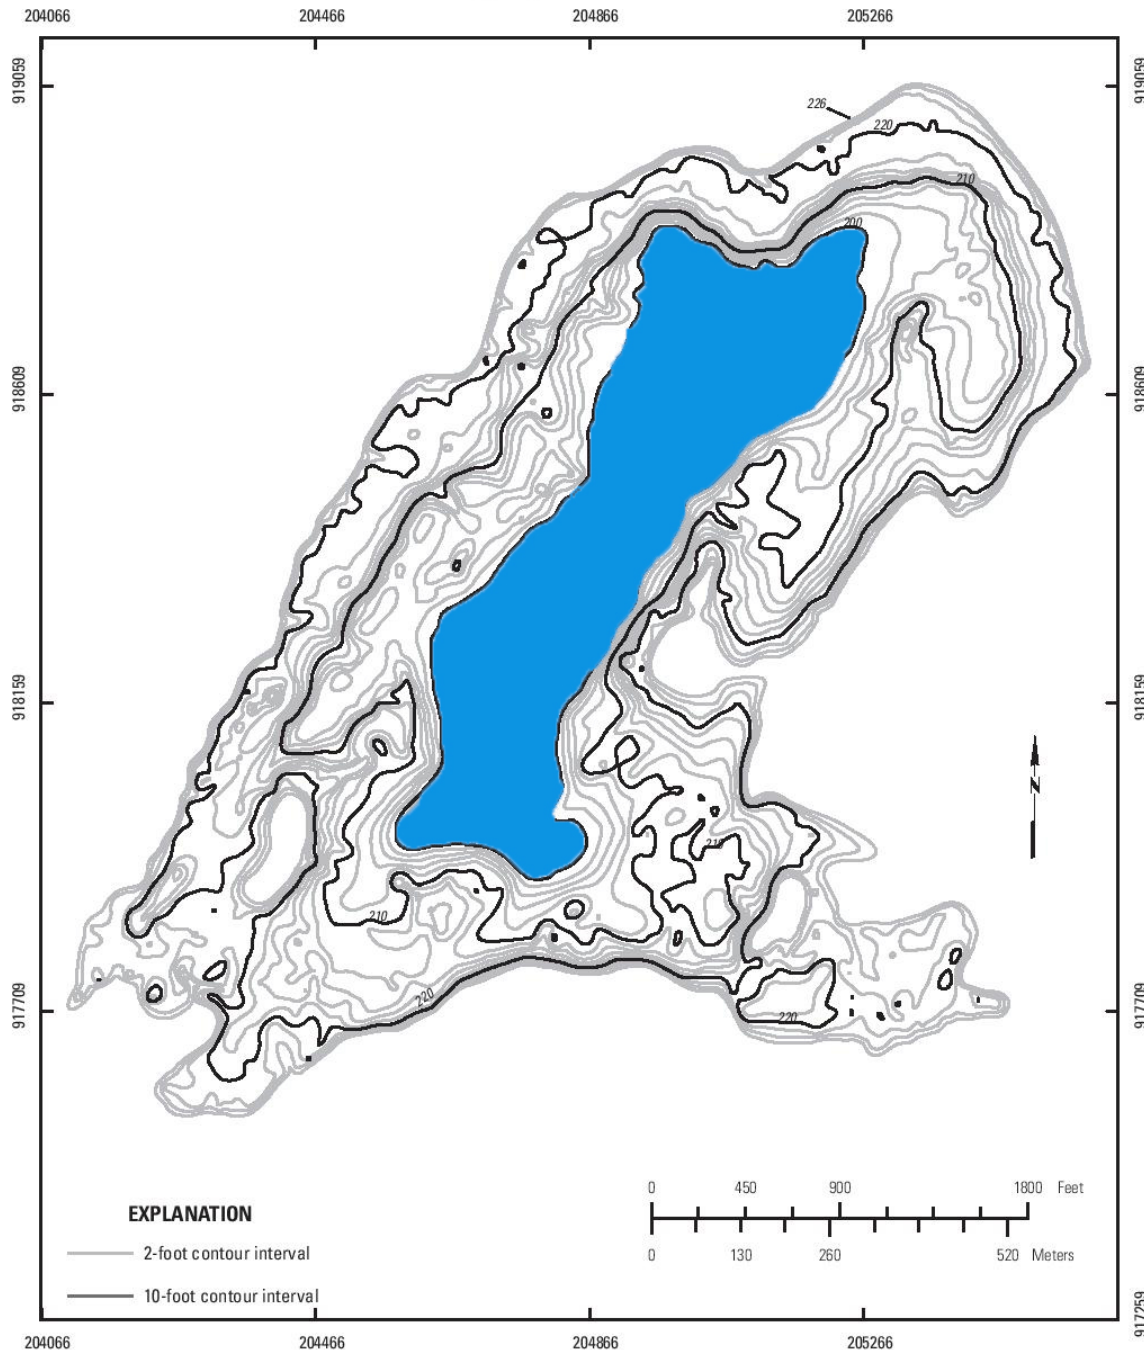 204066 204466 204866 205266
919059 919059
226
220
210
200
918609 918609
918159 918159
N
210
210
917709 917709
220
220
0 450 900 1800 Feet
0 130 260 520 Meters
EXPLANATION
2-foot contour interval
10-foot contour interval
917259
204066 204466 204866 205266